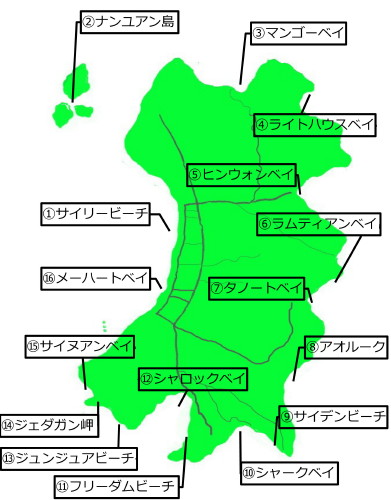 ②ナンユアン島
③マンゴーベイ
④ライトハウスベイ
⑤ヒンウォンベイ
①サイリービーチ
⑥ラムティアンベイ
⑯メーハートベイ
⑦タノートベイ
⑮サイヌアンベイ
⑧アオルーク
⑫シャロックベイ
⑨サイデンビーチ
⑭ジェダガン岬
⑬ジュンジュアビーチ
⑩シャークベイ
⑪フリーダムビーチ